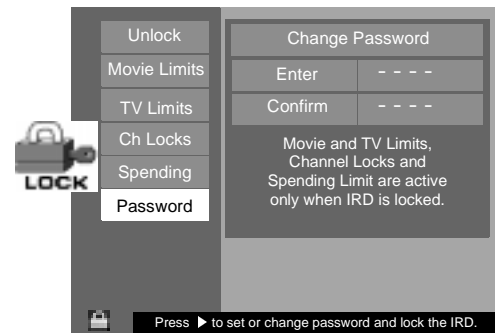 Unlock
Movie Limits
TV Limits
Ch Locks
Spending
Password
LOCK
Change Password
Enter - - - -
Confirm - - - -
Movie and TV Limits,
Channel Locks and
Spending Limit are active
only when IRD is locked.
Press ▶ to set or change password and lock the IRD.